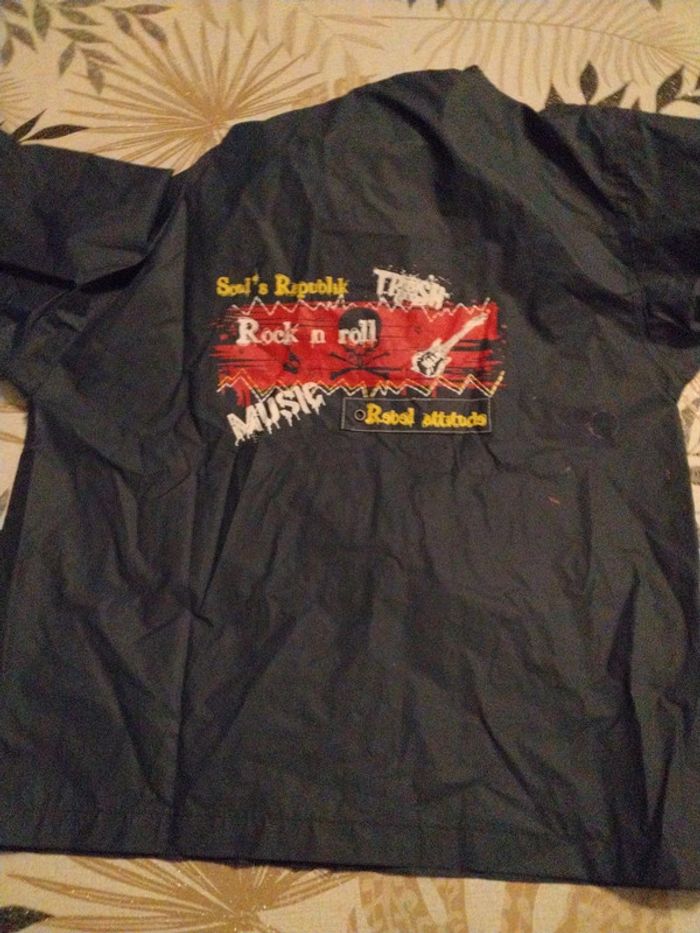 Soul's Republik
TRASH
Rock n roll
MUSIC
Rebel attitude